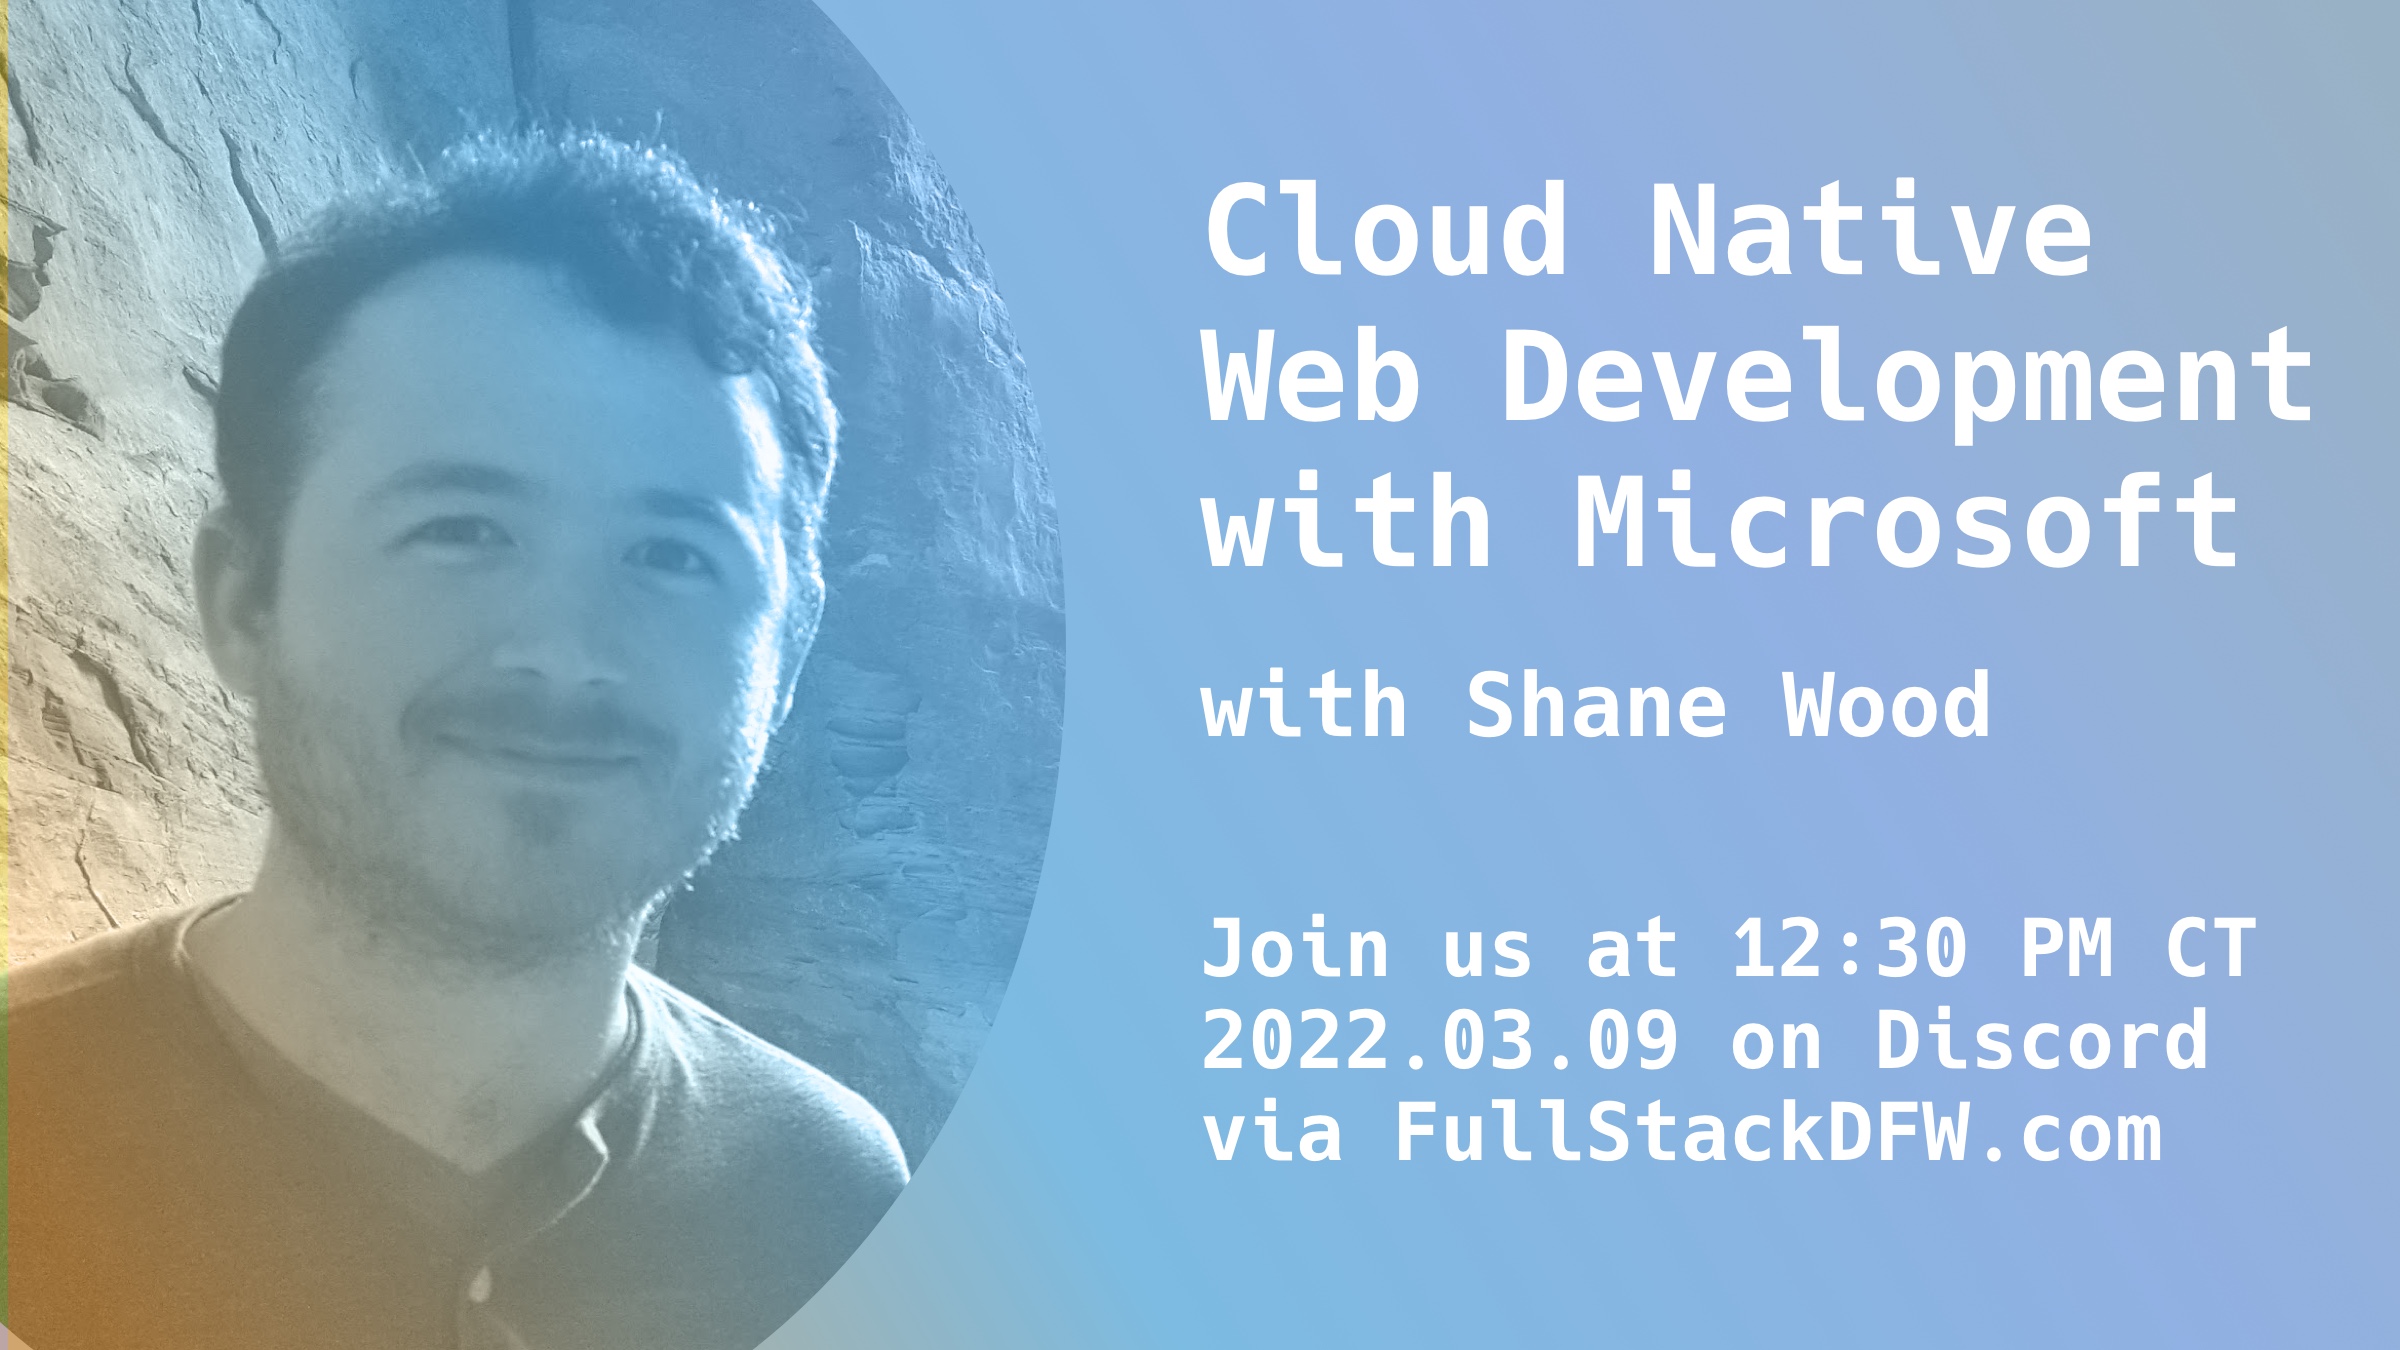 Cloud Native
Web Development
with Microsoft
with Shane Wood
Join us at 12:30 PM CT
2022.03.09 on Discord
via FullStackDFW.com